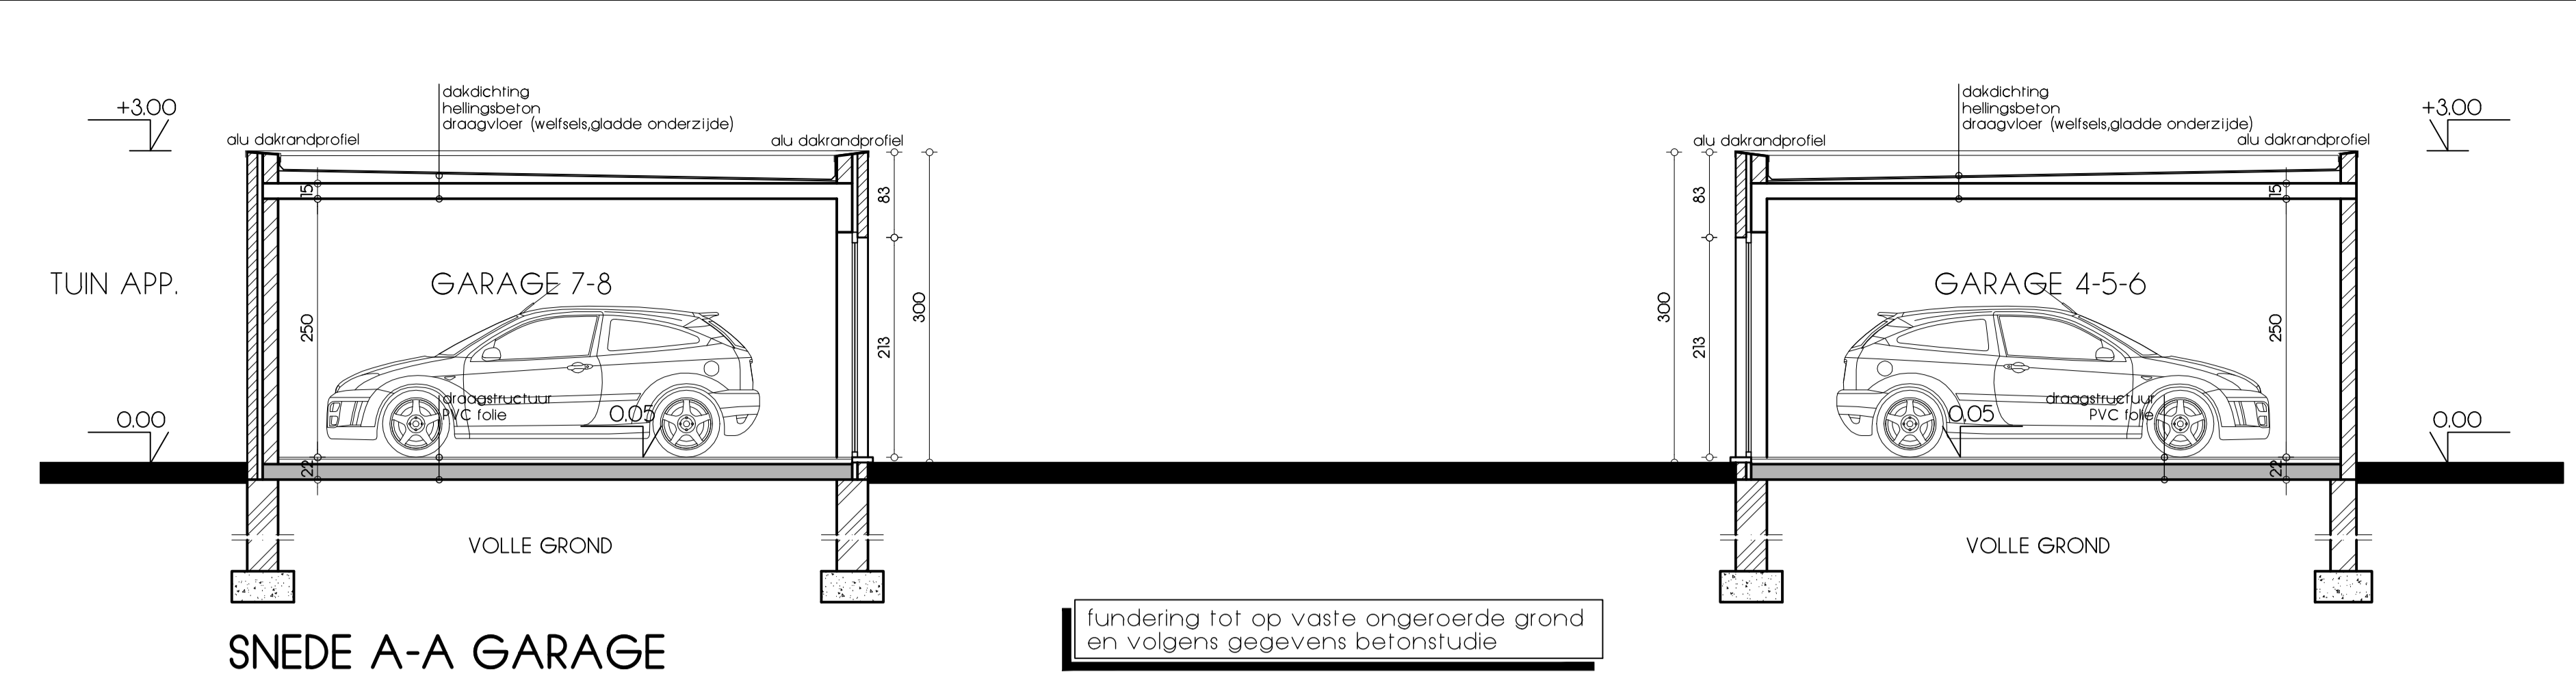 +3.00
alu dakrandprofiel
dakdichting
hellingsbeton
draagvloer (welfsels,gladde onderzijde)
alu dakrandprofiel
15
83
TUIN APP.
GARAGE 7-8
250
300
213
draagstructuur
PVC folie
0.05
0.00
22
VOLLE GROND
alu dakrandprofiel
dakdichting
hellingsbeton
draagvloer (welfsels,gladde onderzijde)
alu dakrandprofiel
+3.00
83
15
GARAGE 4-5-6
300
213
250
0.05
draagstructuur
PVC folie
0.00
22
VOLLE GROND
SNEDE A-A GARAGE
fundering tot op vaste ongeroerde grond
en volgens gegevens betonstudie